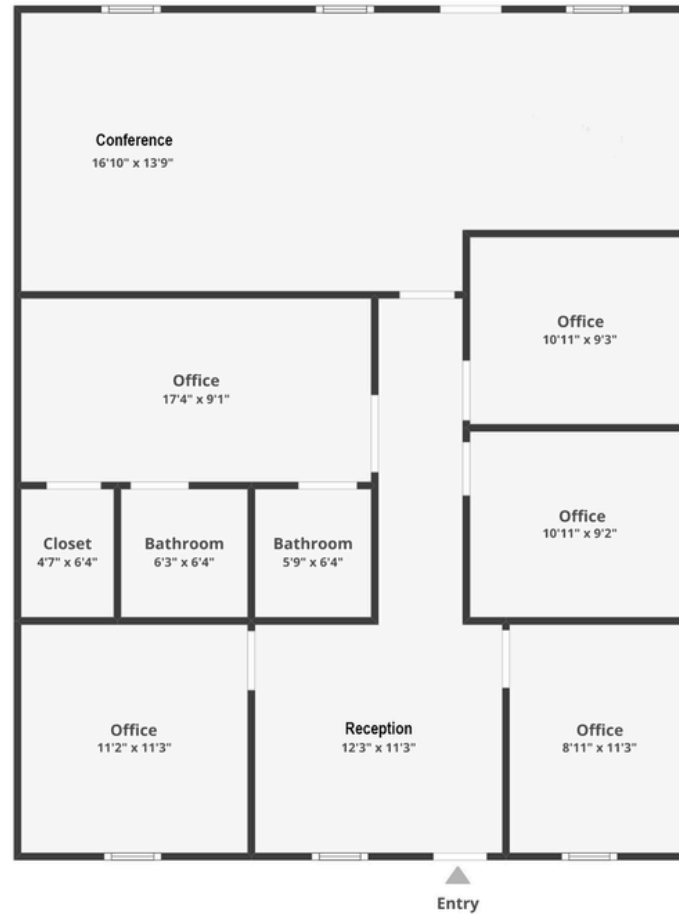 Conference
16'10" x 13'9"
Office
10'11" x 9'3"
Office
17'4" x 9'1"
Office
10'11" x 9'2"
Closet
4'7" x 6'4"
Bathroom
6'3" x 6'4"
Bathroom
5'9" x 6'4"
Office
11'2" x 11'3"
Reception
12'3" x 11'3"
Office
8'11" x 11'3"
Entry